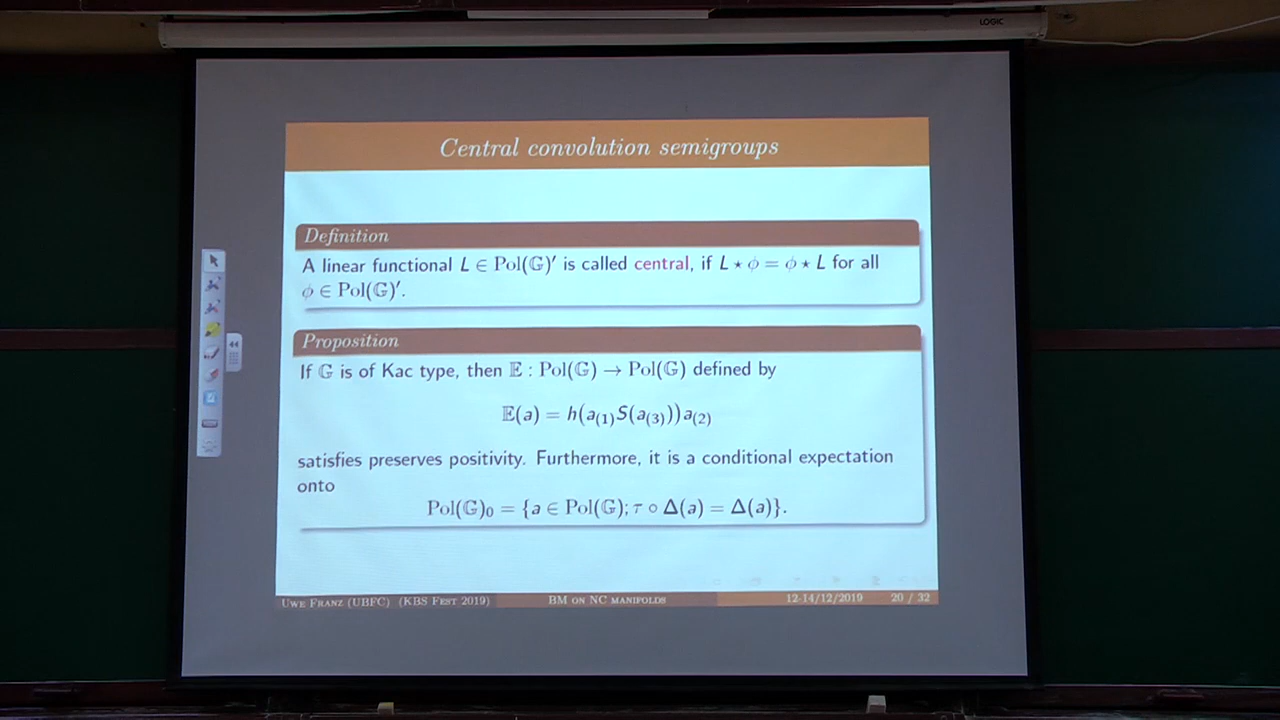 LOGIC
Central convolution semigroups
Definition
A linear functional L ∈ Pol(𝔾)′ is called central, if L ⋆ ϕ = ϕ ⋆ L for all
ϕ ∈ Pol(𝔾)′.
Proposition
If 𝔾 is of Kac type, then 𝔼 : Pol(𝔾) → Pol(𝔾) defined by
𝔼(a) = h(a₍₁₎S(a₍₃₎))a₍₂₎
satisfies preserves positivity. Furthermore, it is a conditional expectation
onto
Pol(𝔾)₀ = {a ∈ Pol(𝔾); τ ∘ Δ(a) = Δ(a)}.
Uwe Franz (UBFC) (KBS Fest 2019) BM on NC manifolds 12-14/12/2019 20 / 32